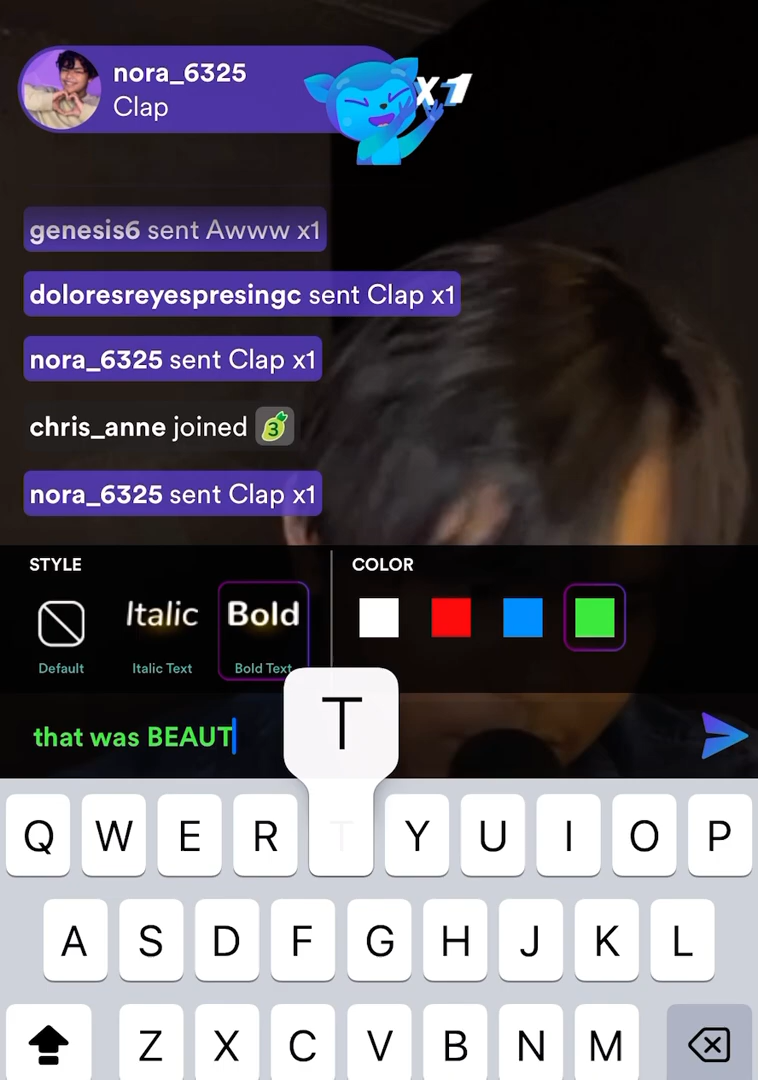 nora_6325
Clap
x1
genesis6 sent Awww x1
doloresreyespresingc sent Clap x1
nora_6325 sent Clap x1
chris_anne joined 3
nora_6325 sent Clap x1
STYLE
COLOR
Italic
Bold
Default
Italic Text
Bold Text
that was BEAUT
T
Q W E R T Y U I O P
A S D F G H J K L
Z X C V B N M